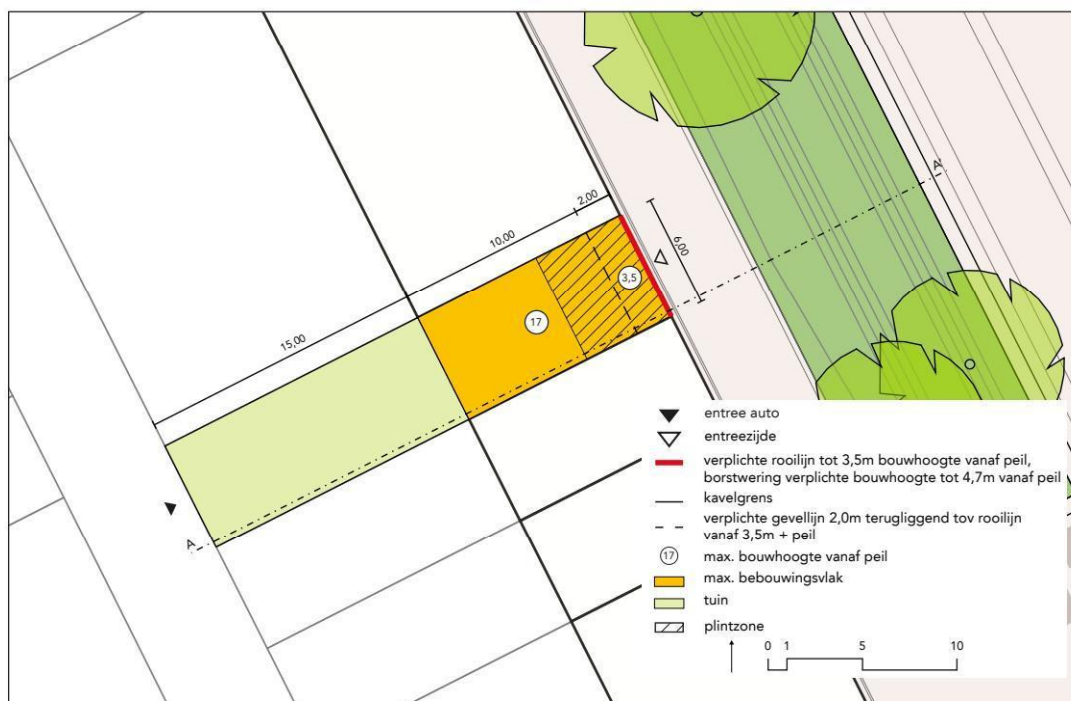 A'
2,00
10,00
6,00
3,5
17
15,00
A
entree auto
entreezijde
verplichte rooilijn tot 3,5m bouwhoogte vanaf peil,
borstwering verplichte bouwhoogte tot 4,7m vanaf peil
kavelgrens
verplichte gevellijn 2,0m terugliggend tov rooilijn
vanaf 3,5m + peil
17 max. bouwhoogte vanaf peil
max. bebouwingsvlak
tuin
plintzone
0 1 5 10